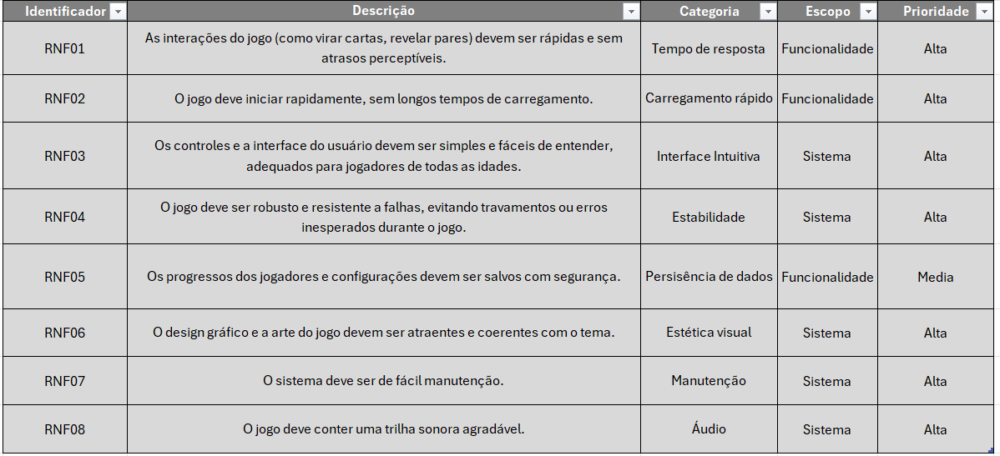 Identificador Descrição Categoria Escopo Prioridade
RNF01 As interações do jogo (como virar cartas, revelar pares) devem ser rápidas e sem
atrasos perceptíveis. Tempo de resposta Funcionalidade Alta
RNF02 O jogo deve iniciar rapidamente, sem longos tempos de carregamento. Carregamento rápido Funcionalidade Alta
RNF03 Os controles e a interface do usuário devem ser simples e fáceis de entender,
adequados para jogadores de todas as idades. Interface Intuitiva Sistema Alta
RNF04 O jogo deve ser robusto e resistente a falhas, evitando travamentos ou erros
inesperados durante o jogo. Estabilidade Sistema Alta
RNF05 Os progressos dos jogadores e configurações devem ser salvos com segurança. Persisência de dados Funcionalidade Media
RNF06 O design gráfico e a arte do jogo devem ser atraentes e coerentes com o tema. Estética visual Sistema Alta
RNF07 O sistema deve ser de fácil manutenção. Manutenção Sistema Alta
RNF08 O jogo deve conter uma trilha sonora agradável. Áudio Sistema Alta